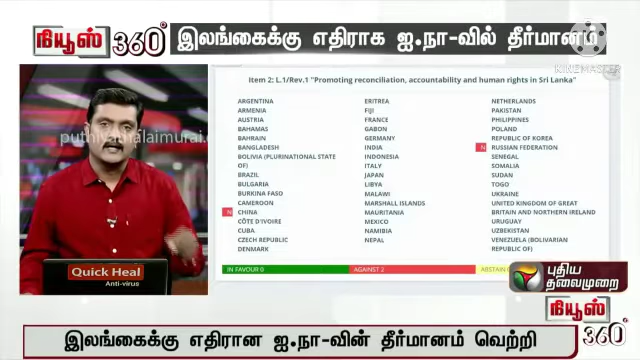 நியூஸ்
360°
இலங்கைக்கு எதிராக ஐ.நா-வில் தீர்மானம்
KINEMASTER
puthiyathalaimurai.co
Item 2: L.1/Rev.1 "Promoting reconciliation, accountability and human rights in Sri Lanka"
ARGENTINA
ARMENIA
AUSTRIA
BAHAMAS
BAHRAIN
BANGLADESH
BOLIVIA (PLURINATIONAL STATE
OF)
BRAZIL
BULGARIA
BURKINA FASO
CAMEROON
N CHINA
CÔTE D'IVOIRE
CUBA
CZECH REPUBLIC
DENMARK
ERITREA
FIJI
FRANCE
GABON
GERMANY
INDIA
INDONESIA
ITALY
JAPAN
LIBYA
MALAWI
MARSHALL ISLANDS
MAURITANIA
MEXICO
NAMIBIA
NEPAL
NETHERLANDS
PAKISTAN
PHILIPPINES
POLAND
REPUBLIC OF KOREA
N RUSSIAN FEDERATION
SENEGAL
SOMALIA
SUDAN
TOGO
UKRAINE
UNITED KINGDOM OF GREAT
BRITAIN AND NORTHERN IRELAND
URUGUAY
UZBEKISTAN
VENEZUELA (BOLIVARIAN
REPUBLIC OF)
IN FAVOUR 0
AGAINST 2
ABSTAIN
Quick Heal
Anti-virus
புதிய
தலைமுறை
நியூஸ்
360°
இலங்கைக்கு எதிரான ஐ.நா-வின் தீர்மானம் வெற்றி